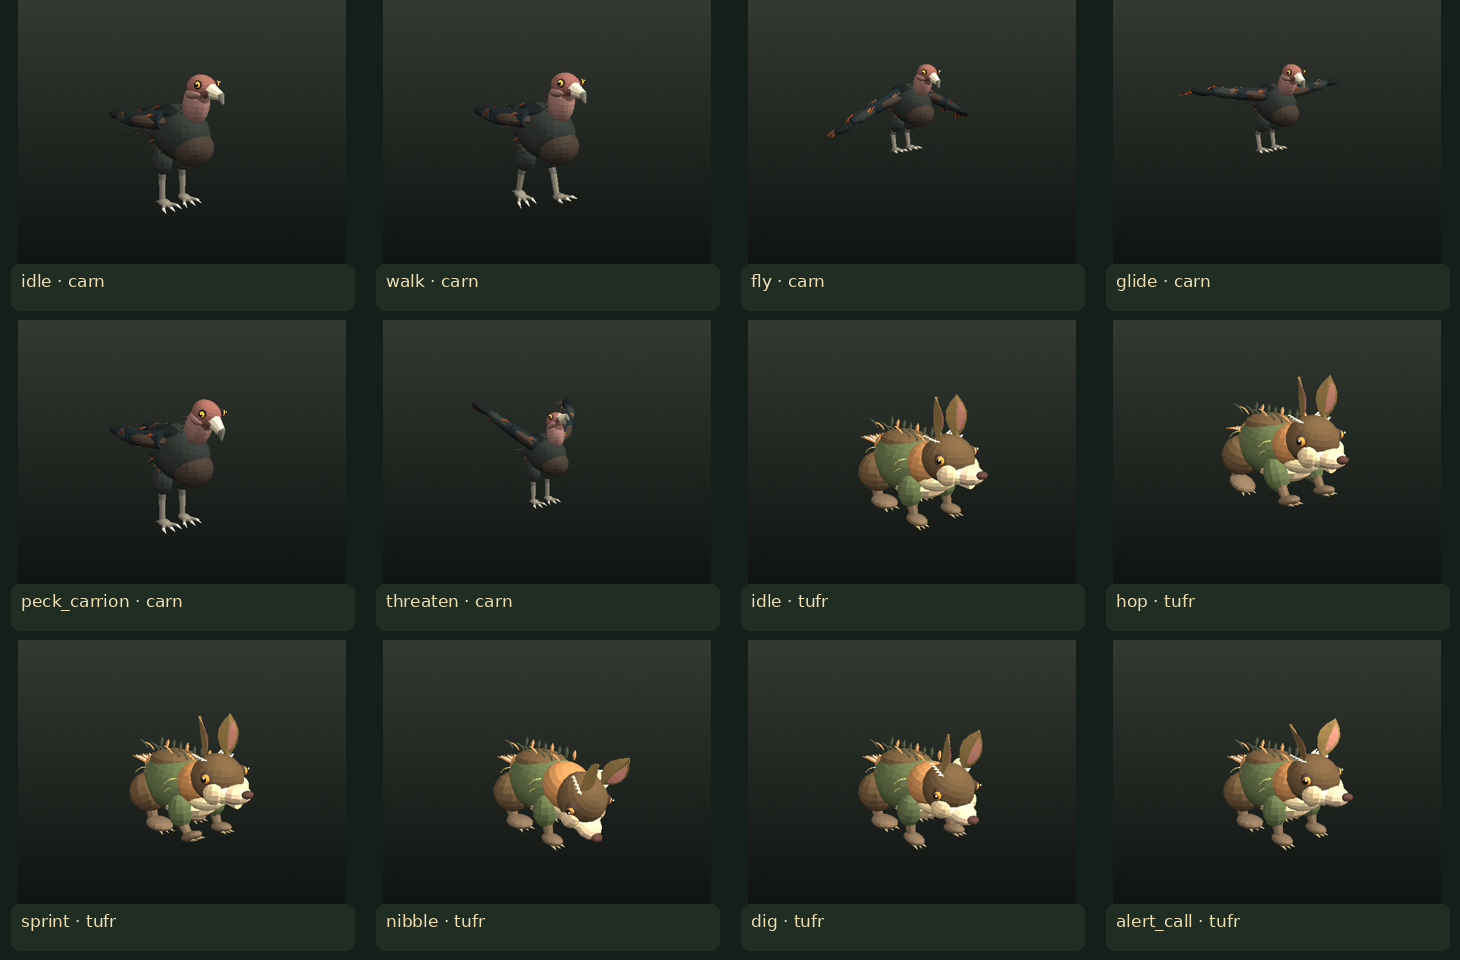 idle · carn
walk · carn
fly · carn
glide · carn
peck_carrion · carn
threaten · carn
idle · tufr
hop · tufr
sprint · tufr
nibble · tufr
dig · tufr
alert_call · tufr